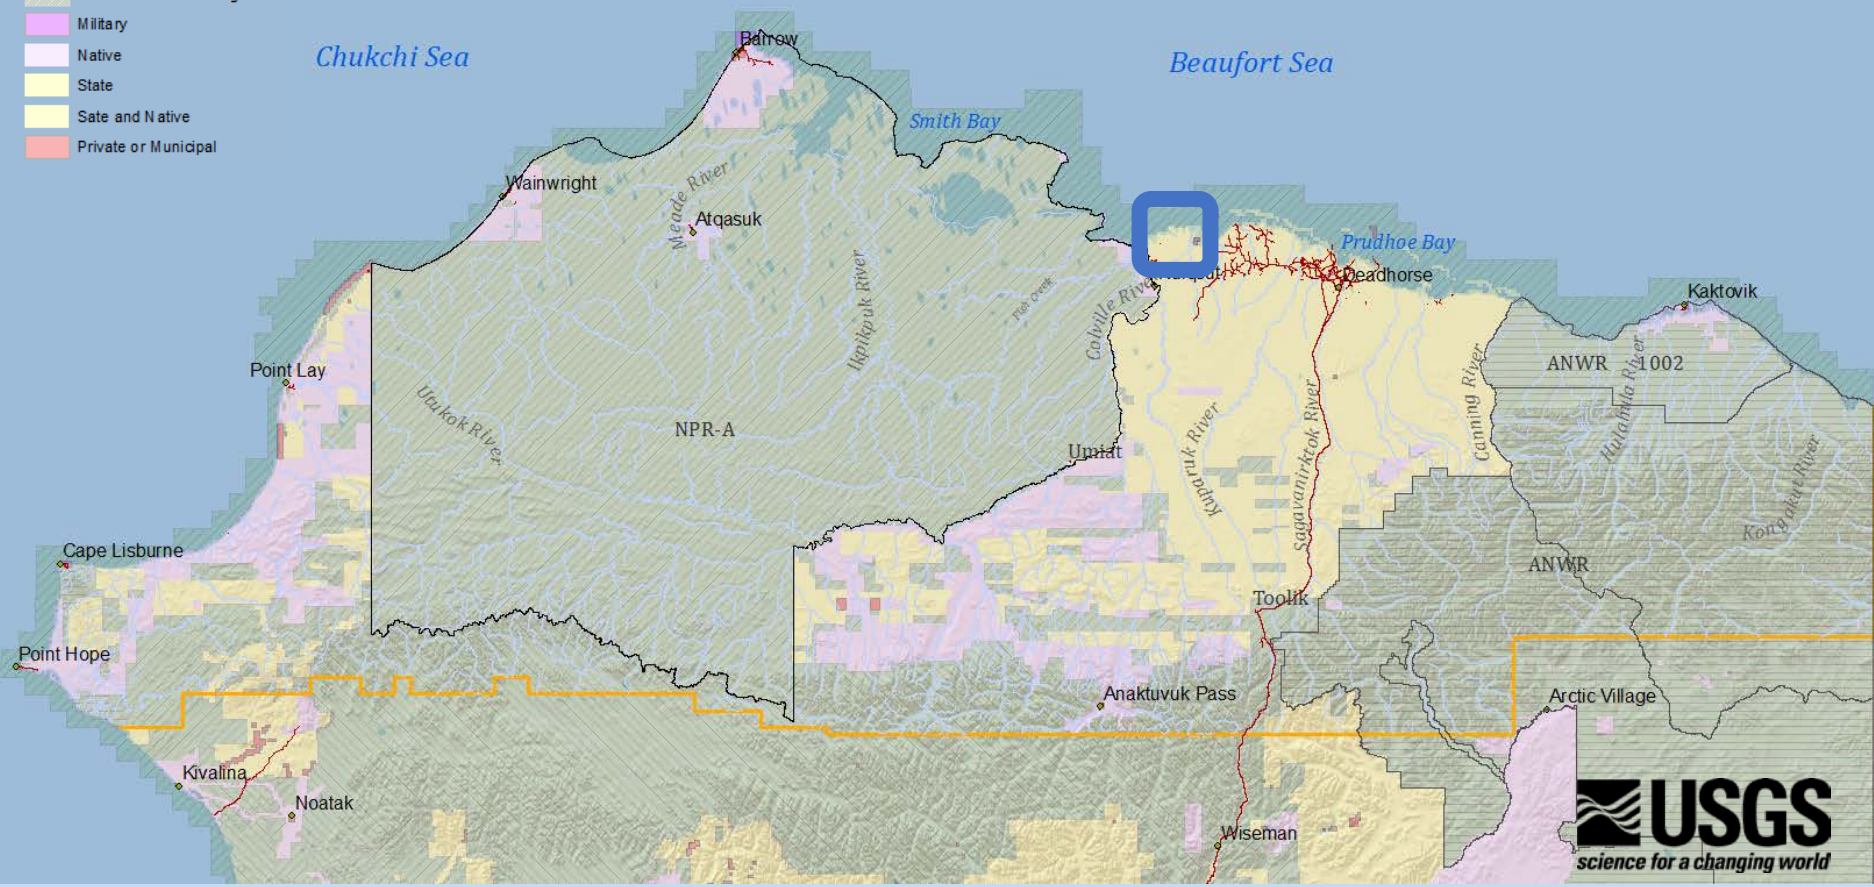 Military
Native
State
Sate and Native
Private or Municipal
Chukchi Sea
Beaufort Sea
Barrow
Smith Bay
Wainwright
Meade River
Atqasuk
Ikpikpuk River
Fish Creek
Colville River
Prudhoe Bay
Deadhorse
Kaktovik
Point Lay
Utukok River
NPR-A
Umiat
Kuparuk River
Sagavanirktok River
Canning River
ANWR 1002
Hulahula River
Kongakut River
Cape Lisburne
ANWR
Toolik
Point Hope
Anaktuvuk Pass
Arctic Village
Kivalina
Noatak
Wiseman
USGS
science for a changing world